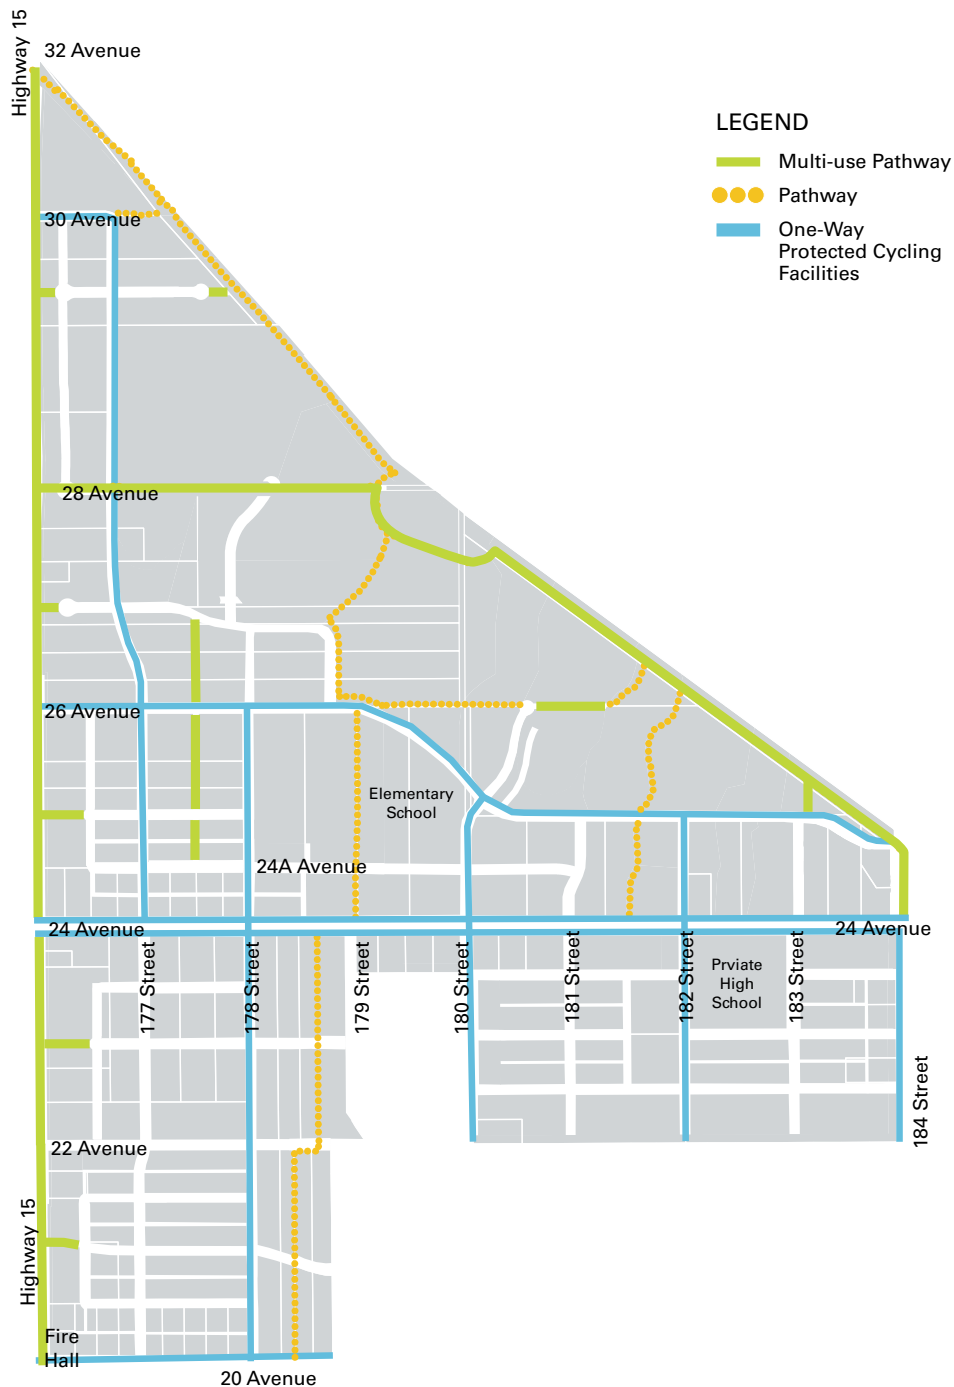 Highway 15
32 Avenue
LEGEND
Multi-use Pathway
Pathway
One-Way
Protected Cycling
Facilities
30 Avenue
28 Avenue
26 Avenue
Elementary
School
24A Avenue
24 Avenue
24 Avenue
177 Street
178 Street
179 Street
180 Street
181 Street
182 Street
Prviate
High
School
183 Street
184 Street
22 Avenue
Highway 15
Fire
Hall
20 Avenue